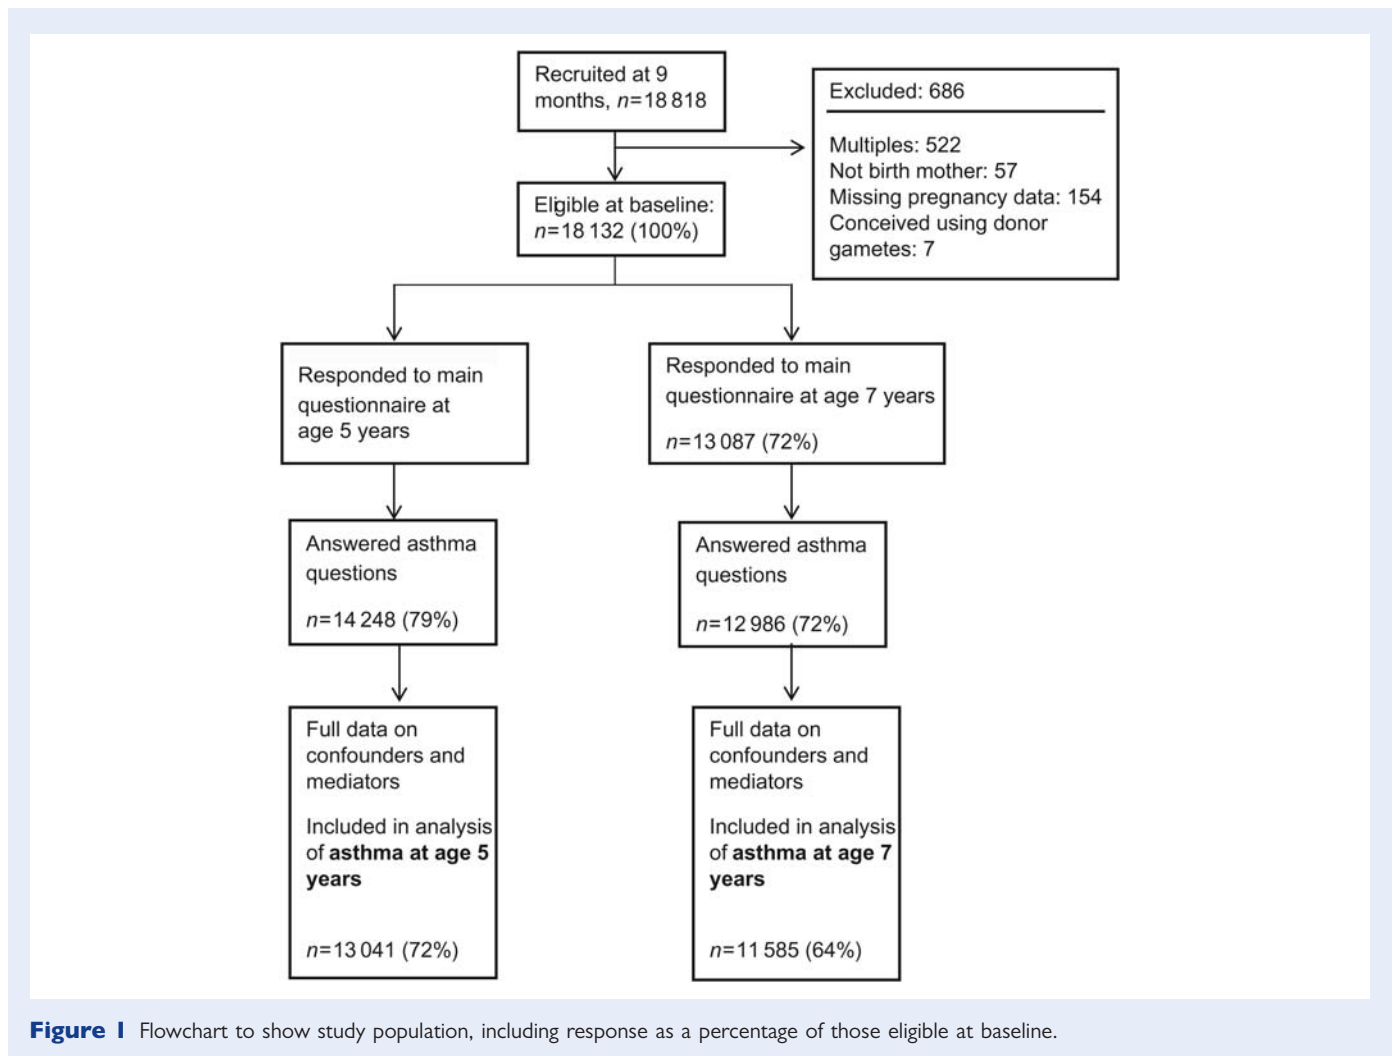 Recruited at 9
months, n=18 818
Excluded: 686
Multiples: 522
Not birth mother: 57
Missing pregnancy data: 154
Conceived using donor
gametes: 7
Eligible at baseline:
n=18 132 (100%)
Responded to main
questionnaire at
age 5 years
Responded to main
questionnaire at age 7 years
n=13 087 (72%)
Answered asthma
questions
n=14 248 (79%)
Answered asthma
questions
n=12 986 (72%)
Full data on
confounders and
mediators
Included in analysis
of asthma at age 5
years
n=13 041 (72%)
Full data on
confounders and
mediators
Included in analysis
of asthma at age 7
years
n=11 585 (64%)
Figure 1 Flowchart to show study population, including response as a percentage of those eligible at baseline.